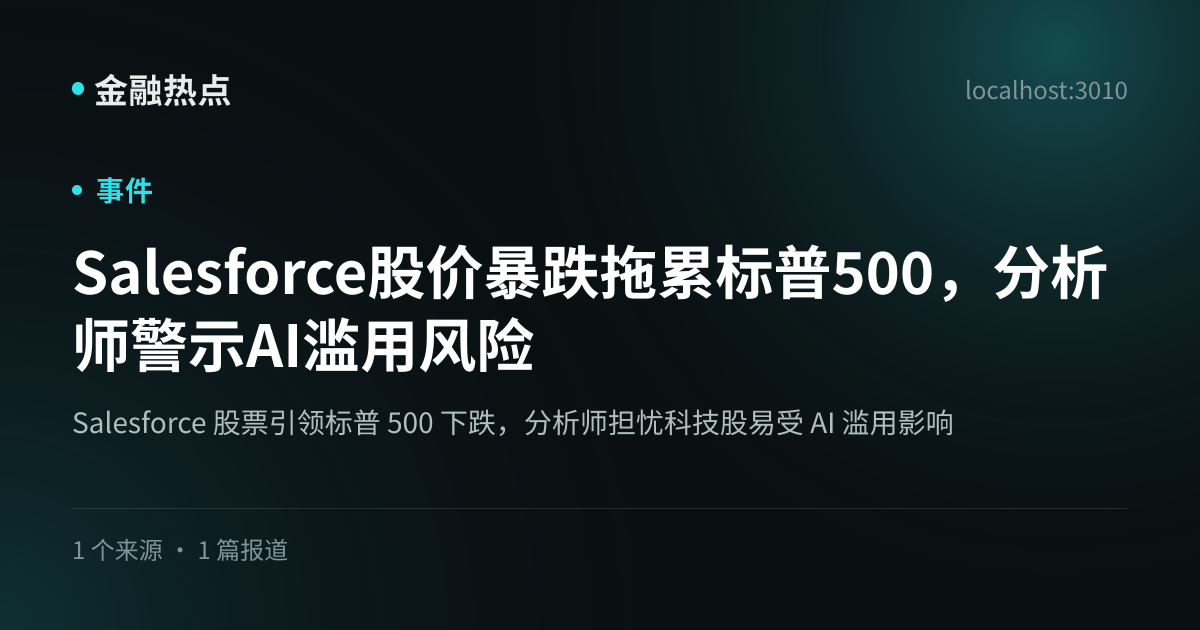 金融热点
localhost:3010
事件
Salesforce股价暴跌拖累标普500，分析
师警示AI滥用风险
Salesforce 股票引领标普 500 下跌，分析师担忧科技股易受 AI 滥用影响
1 个来源 · 1 篇报道